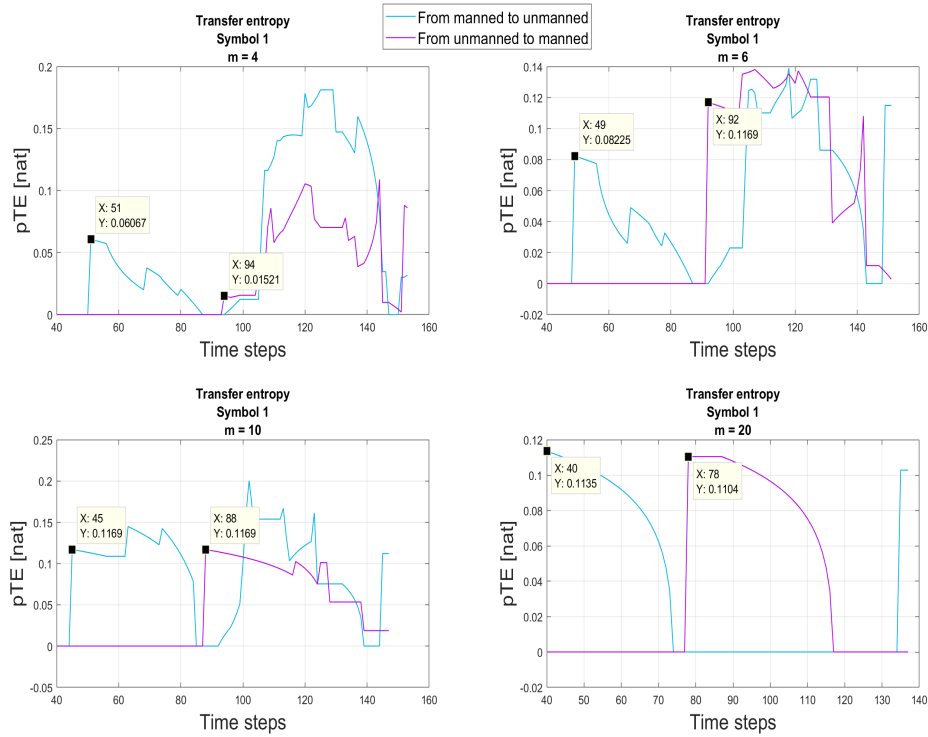 From manned to unmanned
From unmanned to manned
Transfer entropy
Symbol 1
m = 4
pTE [nat]
0.2
0.15
0.1
0.05
0
X: 51
Y: 0.06067
X: 94
Y: 0.01521
40 60 80 100 120 140 160
Time steps
Transfer entropy
Symbol 1
m = 6
pTE [nat]
0.14
0.12
0.1
0.08
0.06
0.04
0.02
0
-0.02
X: 49
Y: 0.08225
X: 92
Y: 0.1169
40 60 80 100 120 140 160
Time steps
Transfer entropy
Symbol 1
m = 10
pTE [nat]
0.25
0.2
0.15
0.1
0.05
0
-0.05
X: 45
Y: 0.1169
X: 88
Y: 0.1169
40 60 80 100 120 140 160
Time steps
Transfer entropy
Symbol 1
m = 20
pTE [nat]
0.12
0.1
0.08
0.06
0.04
0.02
0
-0.02
X: 40
Y: 0.1135
X: 78
Y: 0.1104
40 50 60 70 80 90 100 110 120 130 140
Time steps